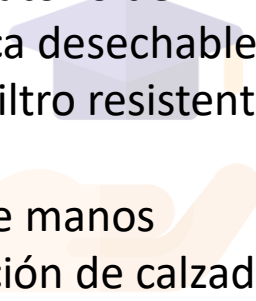 ca desechable
iltro resistent
e manos
ción de calzad